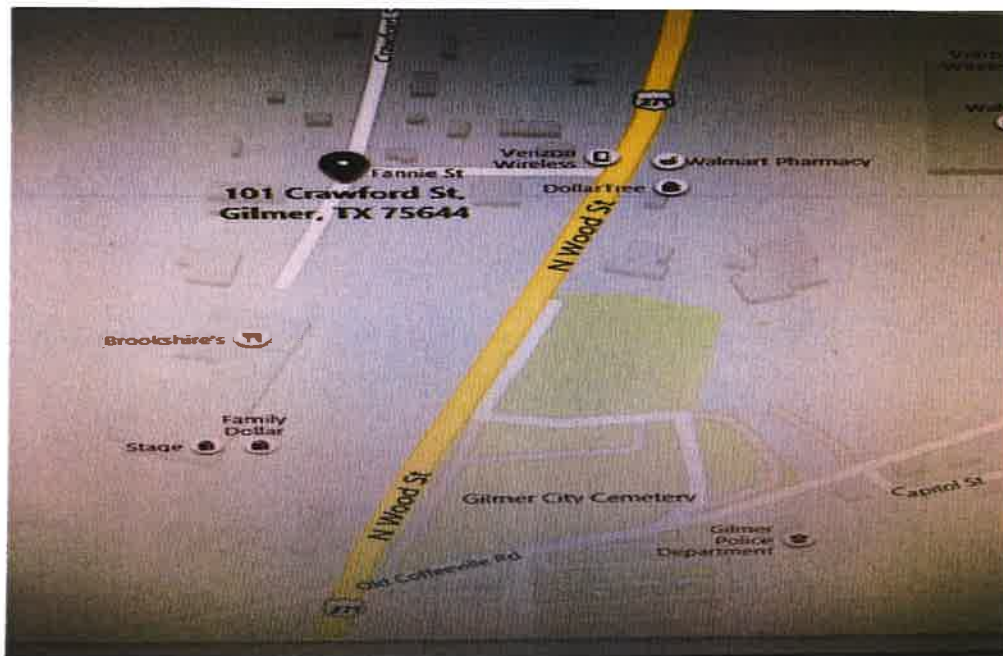 Crawford S
271
Verizon
Wireless
Walmart Pharmacy
Fannie St
DollarTree
101 Crawford St,
Gilmer, TX 75644
N Wood St
Brookshire's
Family
Dollar
Stage
N Wood St
Gilmer City Cemetery
Capitol St
Gilmer
Police
Department
Old Coffeeville Rd
271